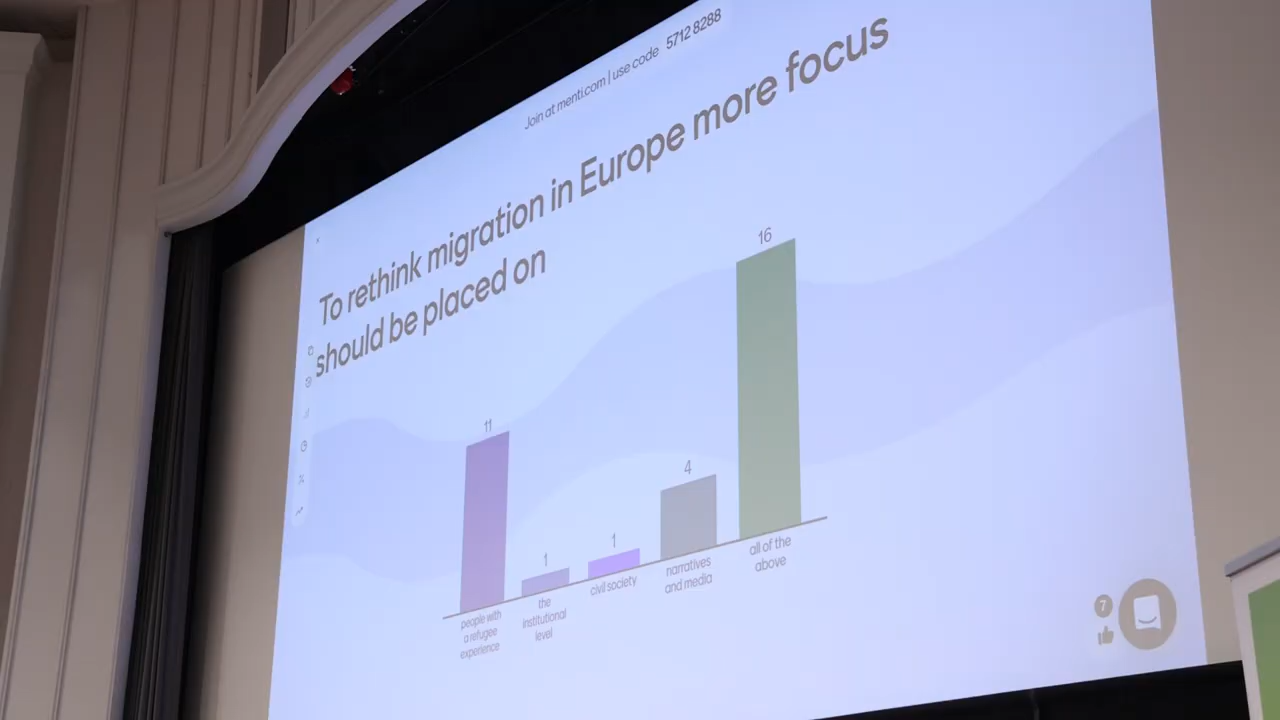 Join at menti.com | use code 5712 8288
To rethink migration in Europe more focus
should be placed on
11
1
1
4
16
people with
a refugee
experience
the
institutional
level
civil society
narratives
and media
all of the
above
7